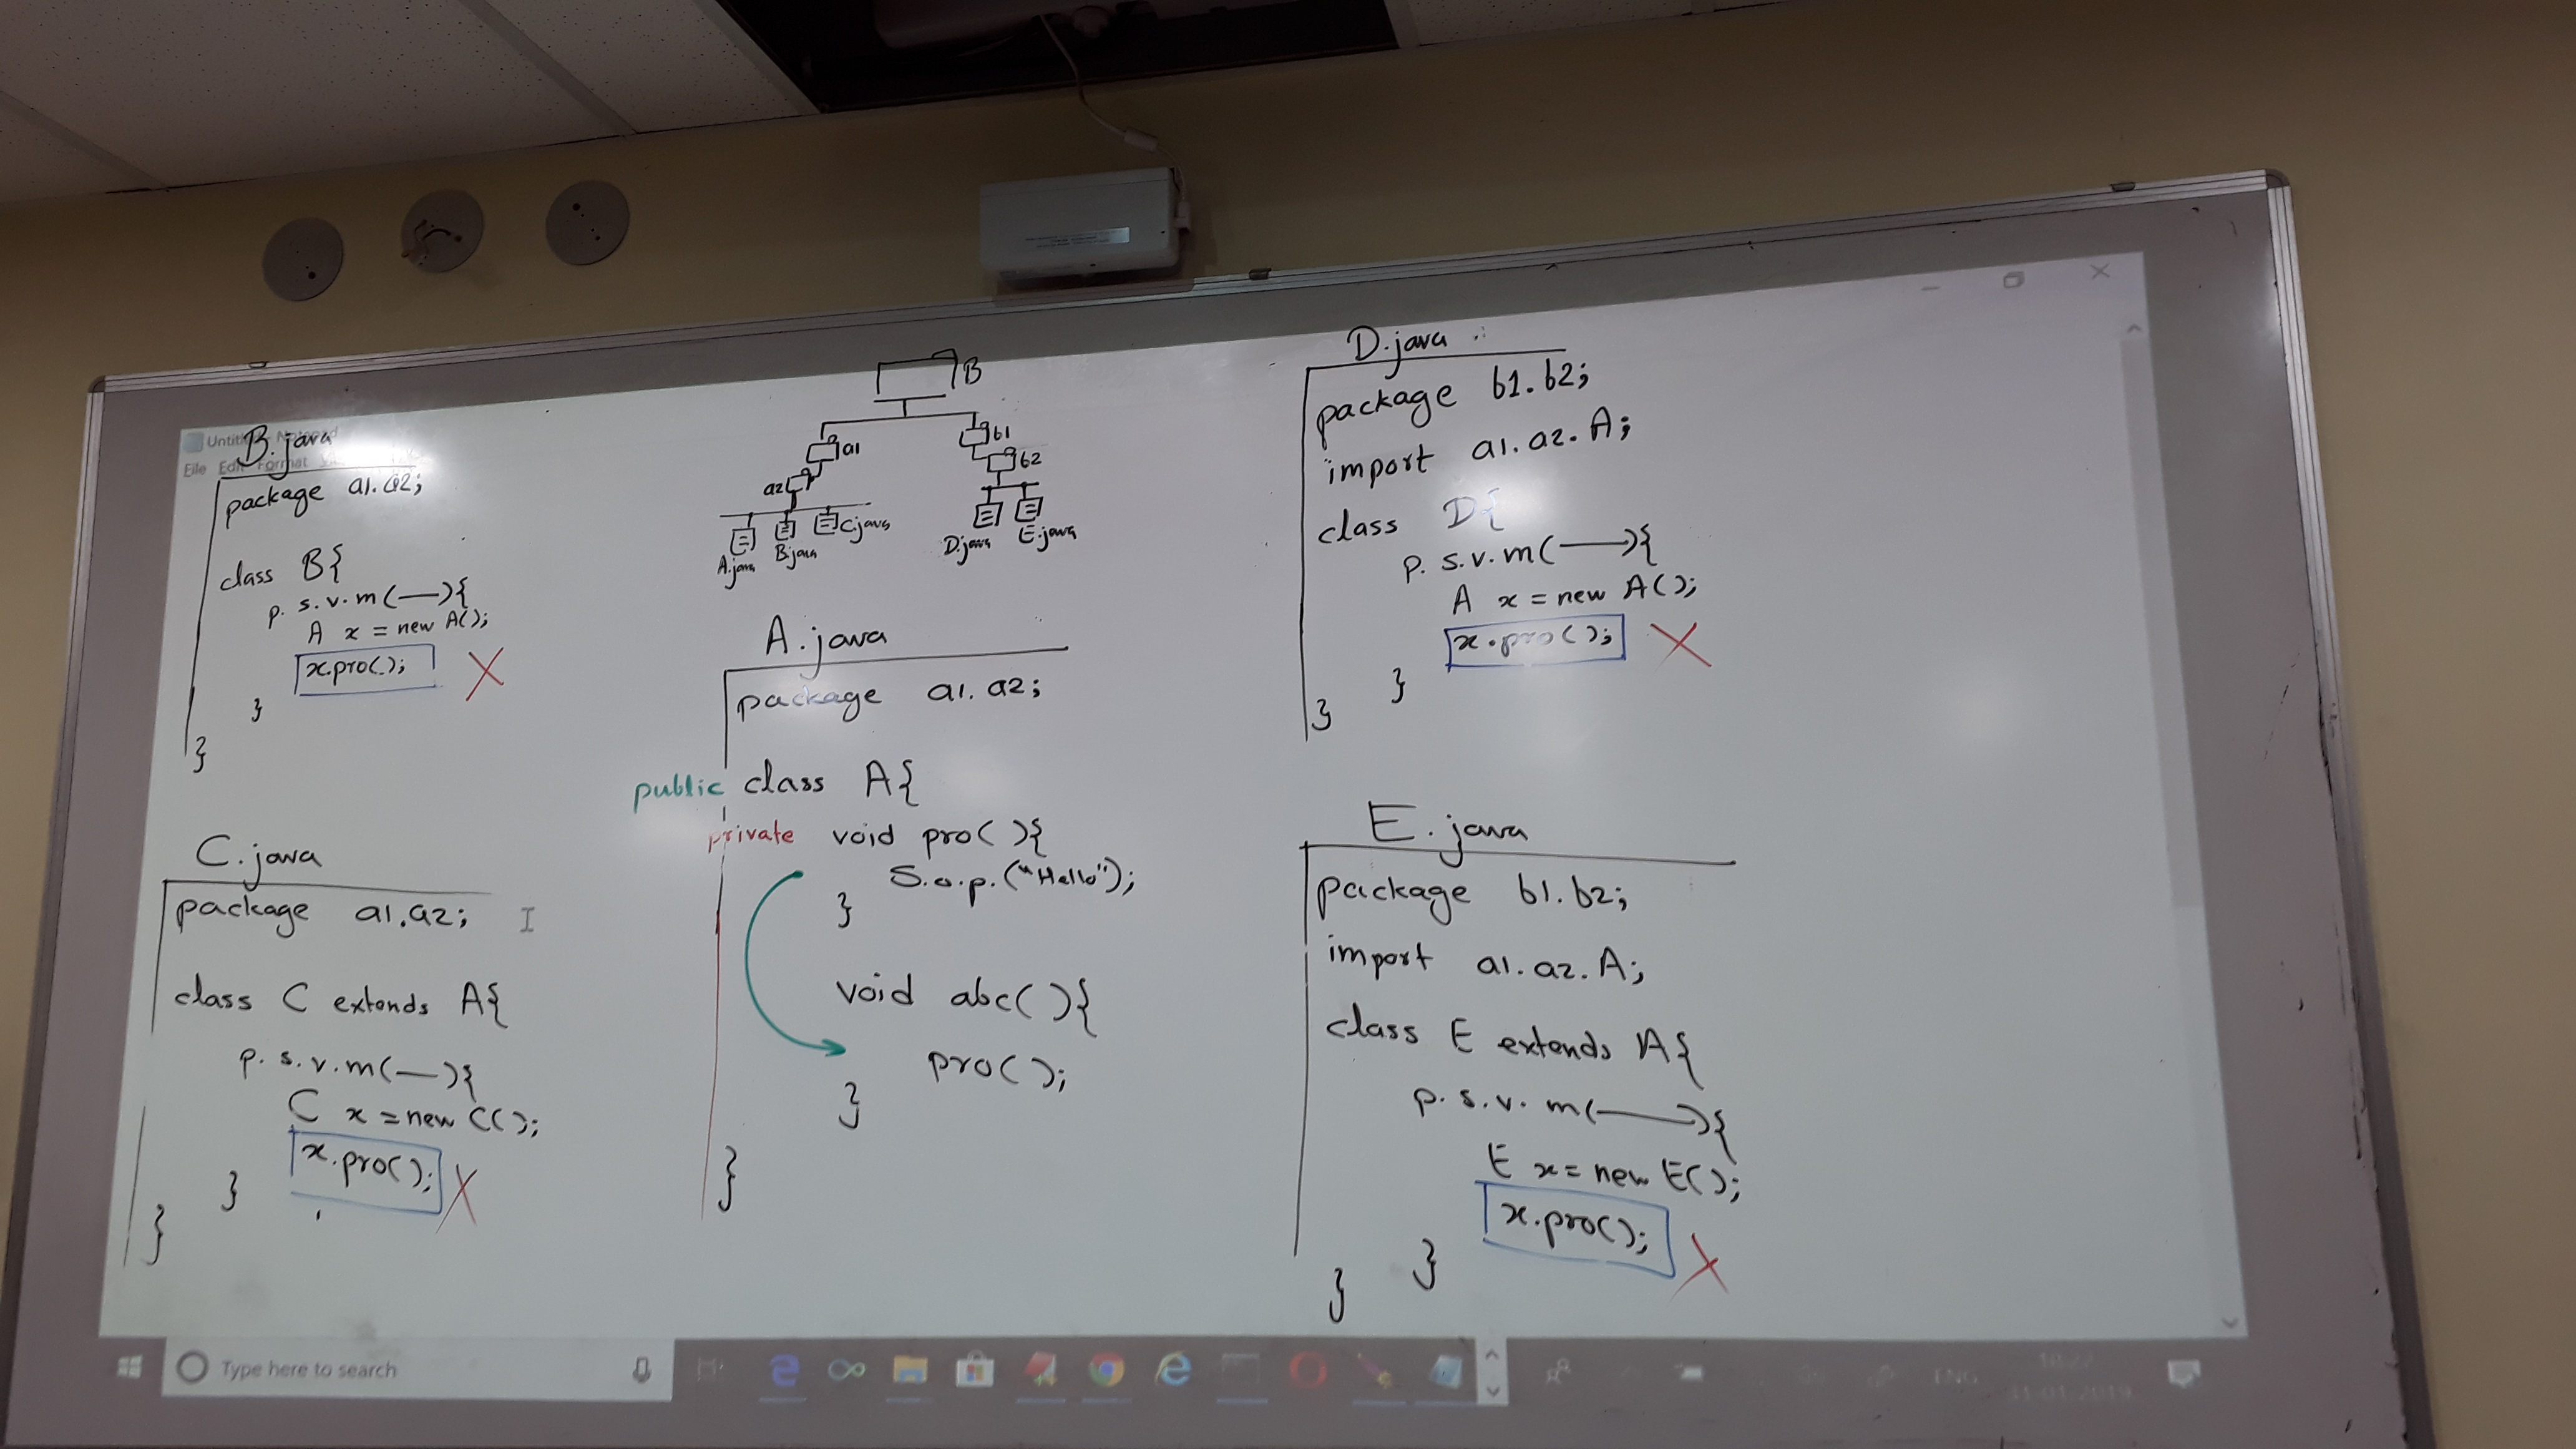 B.java
Untit
Notepad
File Edit Format
package a1.a2;
class B{
p.s.v.m(—){
A x = new A();
x.pro();
}
}
C.java
package a1.a2;
class C extends A{
p.s.v.m(—){
C x = new C();
x.pro();
}
}
B
a1
b1
a2
b2
A.java
B.java
C.java
D.java
E.java
A.java
package a1.a2;
public class A{
private void pro(){
S.o.p.("Hello");
}
void abc(){
pro();
}
}
D.java
package b1.b2;
import a1.a2.A;
class D{
p.s.v.m(—){
A x = new A();
x.pro();
}
}
E.java
package b1.b2;
import a1.a2.A;
class E extends A{
p.s.v.m(—){
E x = new E();
x.pro();
}
}
Type here to search
ENG